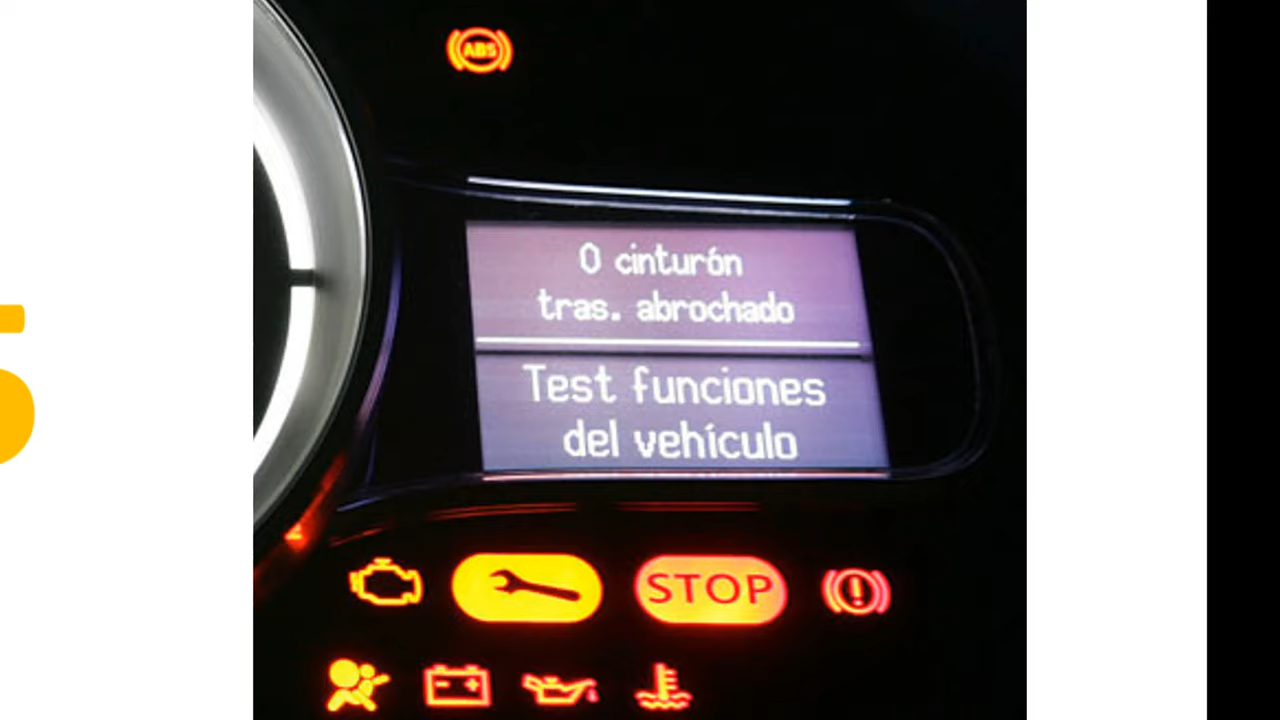 ABS
0 cinturón
tras. abrochado
Test funciones
del vehículo
STOP